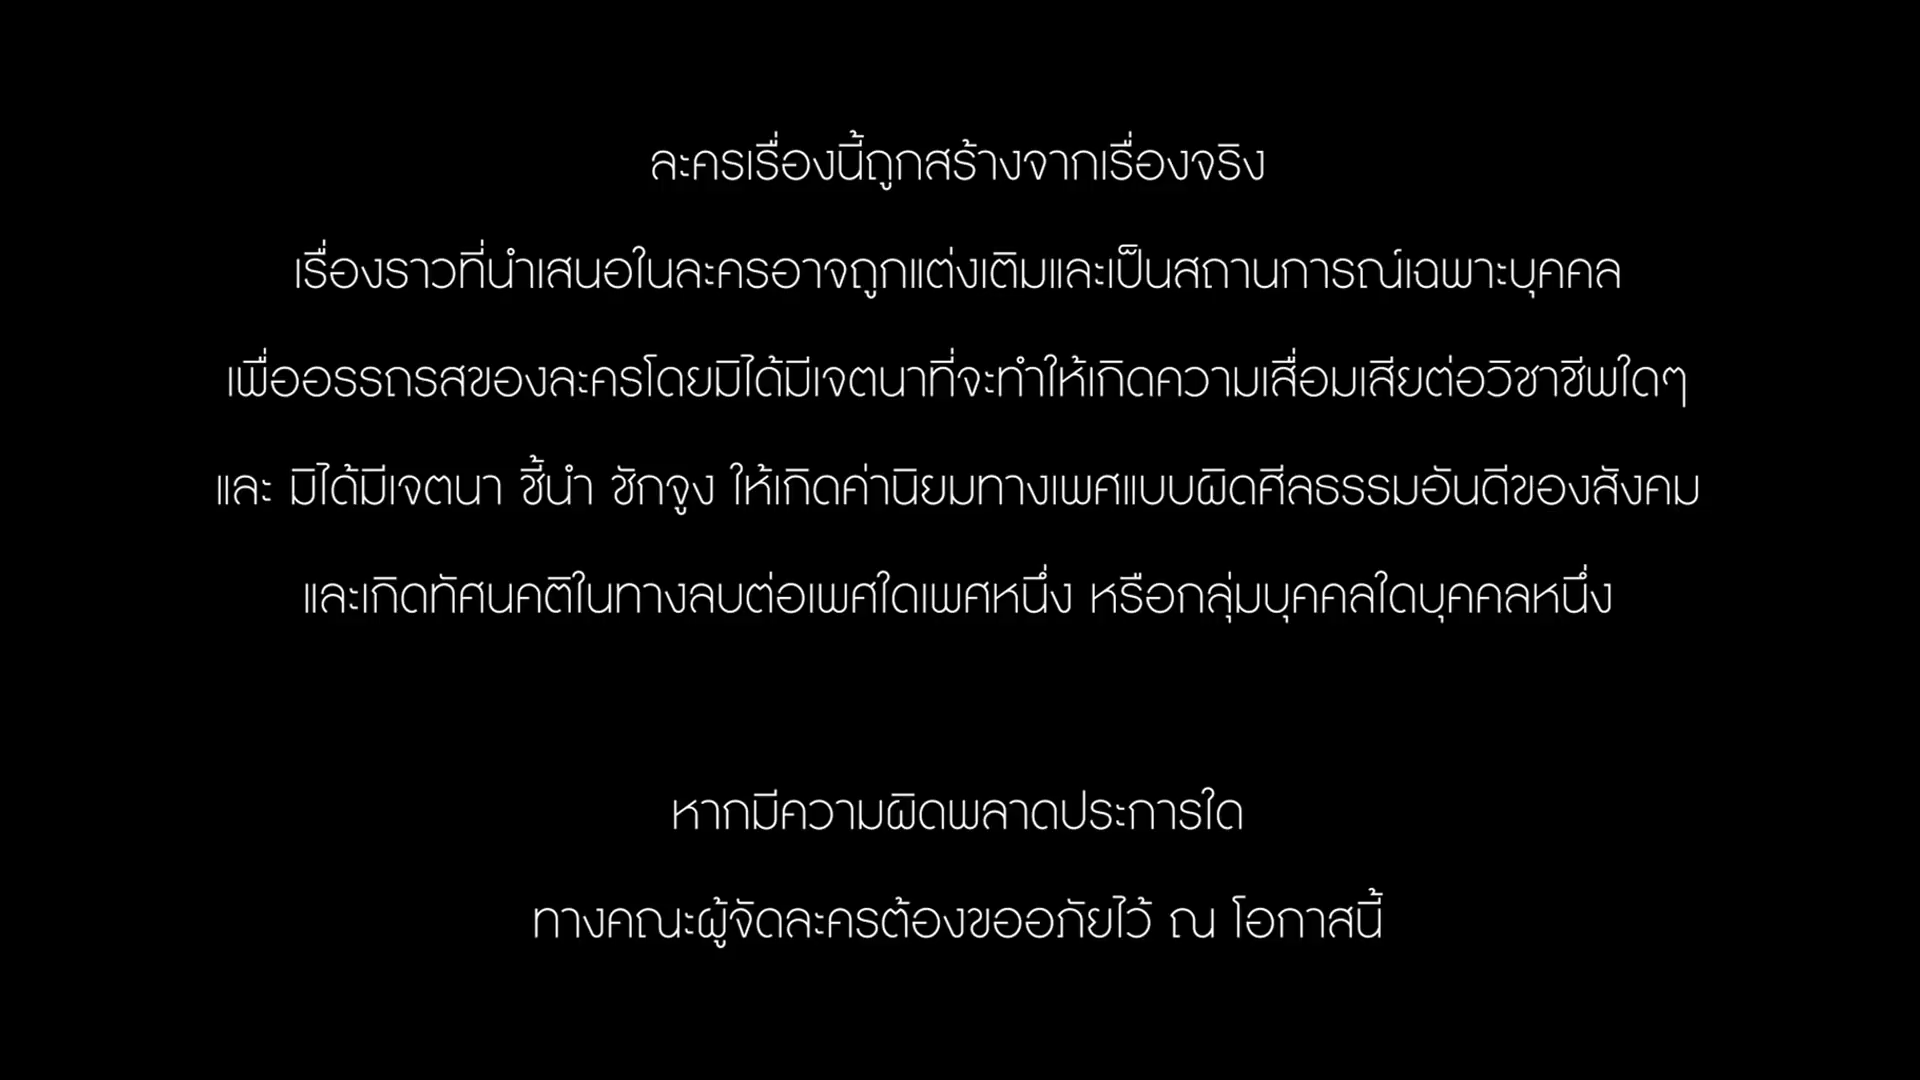 ละครเรื่องนี้ถูกสร้างจากเรื่องจริง
เรื่องราวที่นำเสนอในละครอาจถูกแต่งเติมและเป็นสถานการณ์เฉพาะบุคคล
เพื่ออรรถรสของละครโดยมิได้มีเจตนาที่จะทำให้เกิดความเสื่อมเสียต่อวิชาชีพใดๆ
และ มิได้มีเจตนา ชี้นำ ชักจูง ให้เกิดค่านิยมทางเพศแบบผิดศีลธรรมอันดีของสังคม
และเกิดทัศนคติในทางลบต่อเพศใดเพศหนึ่ง หรือกลุ่มบุคคลใดบุคคลหนึ่ง
หากมีความผิดพลาดประการใด
ทางคณะผู้จัดละครต้องขออภัยไว้ ณ โอกาสนี้